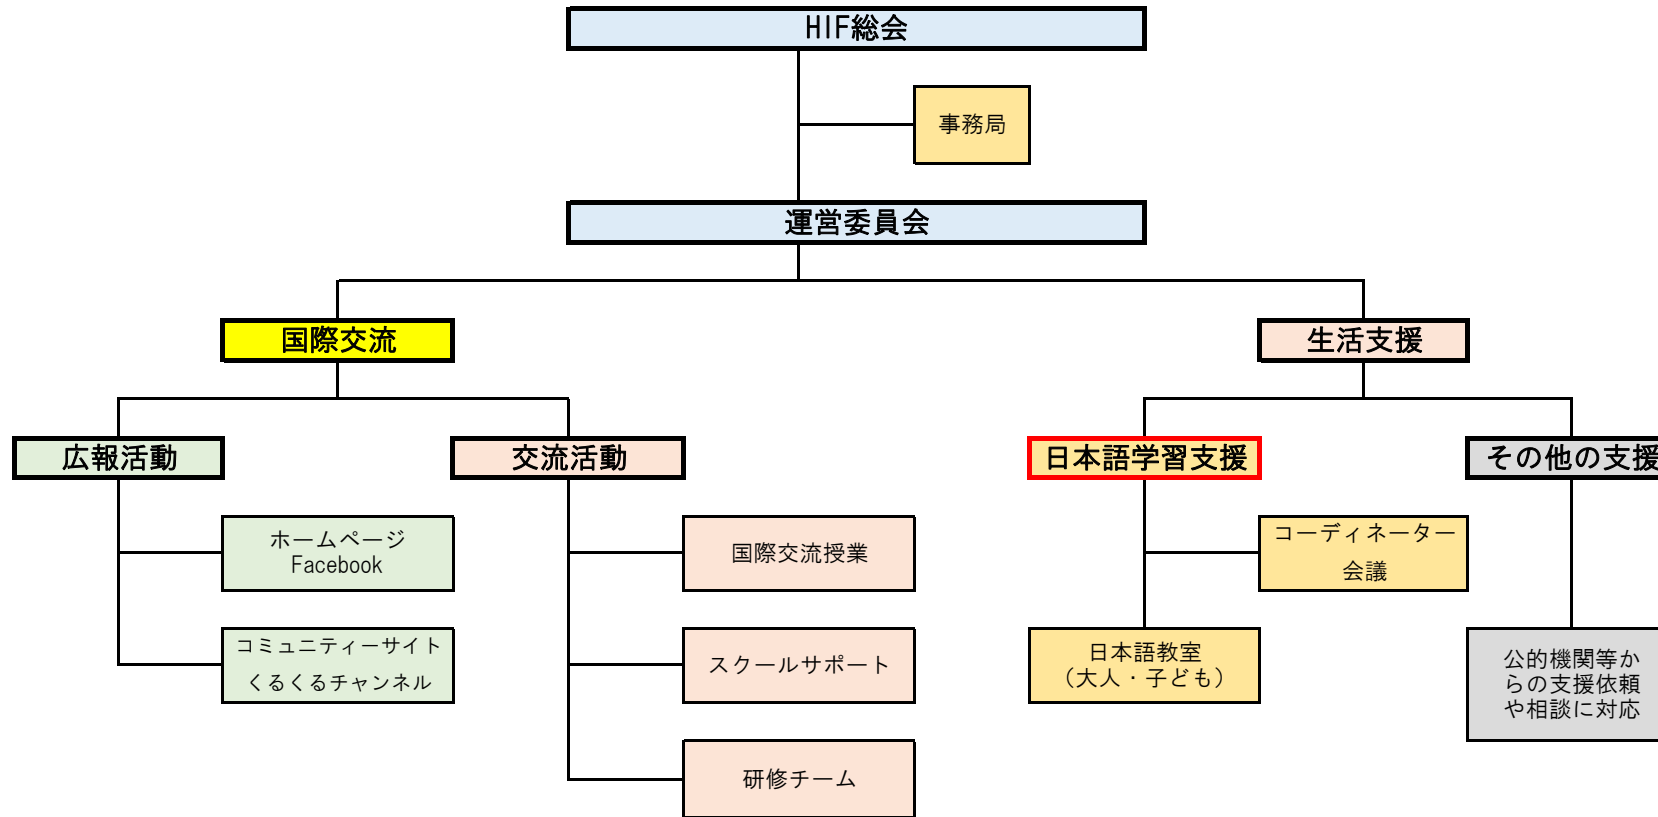 HIF総会
事務局
運営委員会
国際交流
生活支援
広報活動
交流活動
日本語学習支援
その他の支援
ホームページ
Facebook
国際交流授業
コーディネーター
会議
コミュニティーサイト
くるくるチャンネル
スクールサポート
日本語教室
(大人・子ども)
公的機関等か
らの支援依頼
や相談に対応
研修チーム